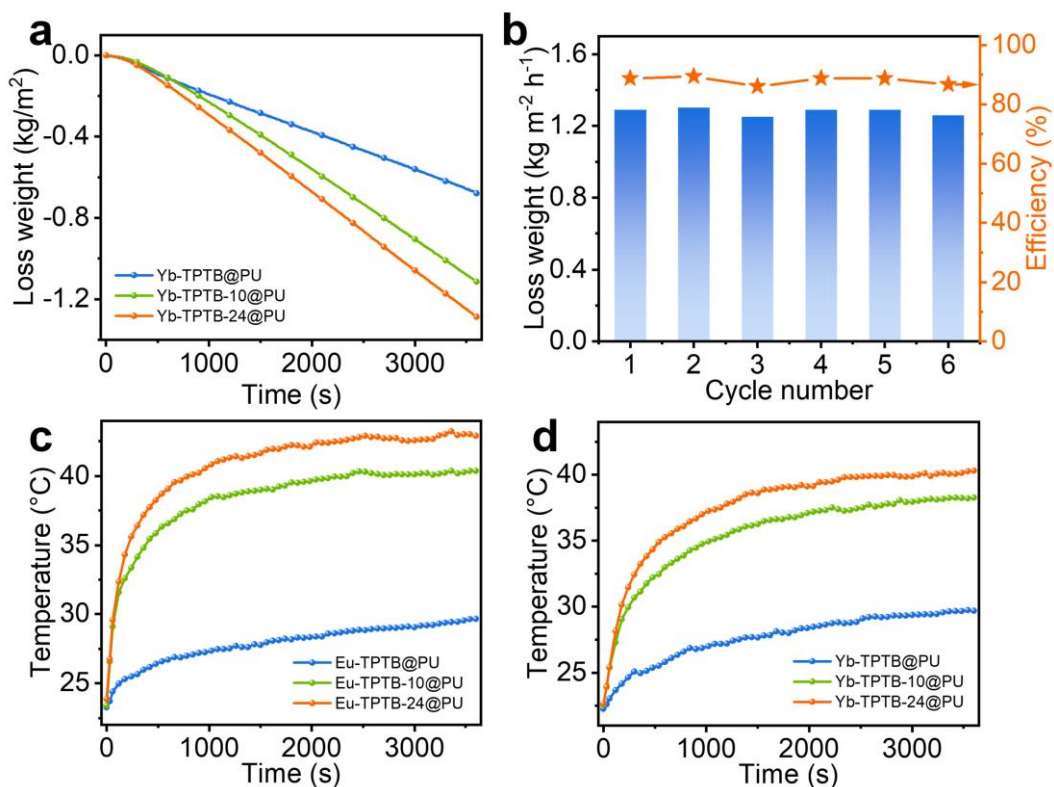 a
0.0
-0.4
-0.8
-1.2
Loss weight (kg/m²)
Yb-TPTB@PU
Yb-TPTB-10@PU
Yb-TPTB-24@PU
1000
2000
3000
Time (s)
b
1.6
1.2
0.8
0.4
0.0
Loss weight (kg m⁻² h⁻¹)
100
80
60
40
20
0
Efficiency (%)
1 2 3 4 5 6
Cycle number
c
40
35
30
25
Temperature (°C)
Eu-TPTB@PU
Eu-TPTB-10@PU
Eu-TPTB-24@PU
0 1000 2000 3000
Time (s)
d
40
35
30
25
Temperature (°C)
Yb-TPTB@PU
Yb-TPTB-10@PU
Yb-TPTB-24@PU
0 1000 2000 3000
Time (s)